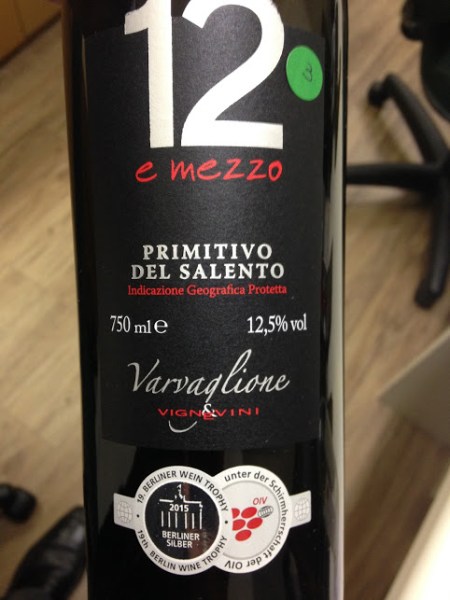 12
e mezzo
PRIMITIVO
DEL SALENTO
Indicazione Geografica Protetta
750 ml e
12,5% vol
Varvaglione
VIGNE & VINI
19. BERLINER WEIN TROPHY
2015
BERLINER
SILBER
19th BERLIN WINE TROPHY
unter der Schirmherrschaft der OIV
OIV